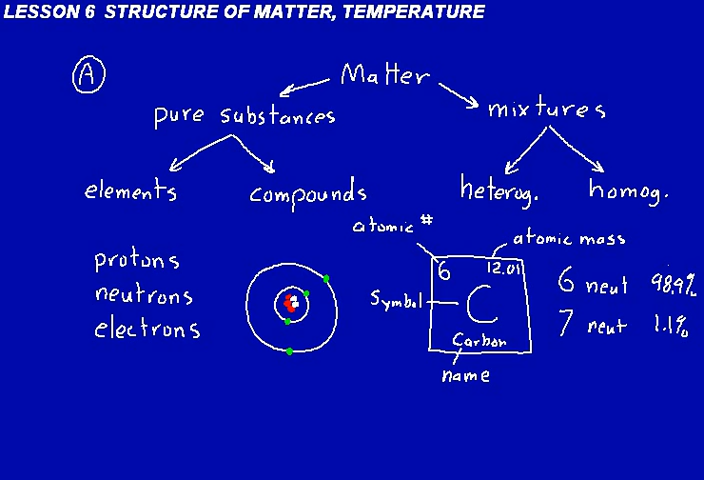 LESSON 6 STRUCTURE OF MATTER, TEMPERATURE
A
Matter
pure substances
mixtures
elements
compounds
heterog.
homog.
atomic #
atomic mass
protons
neutrons
electrons
6
12.01
Symbol
C
Carbon
name
6 neut 98.9%
7 neut 1.1%